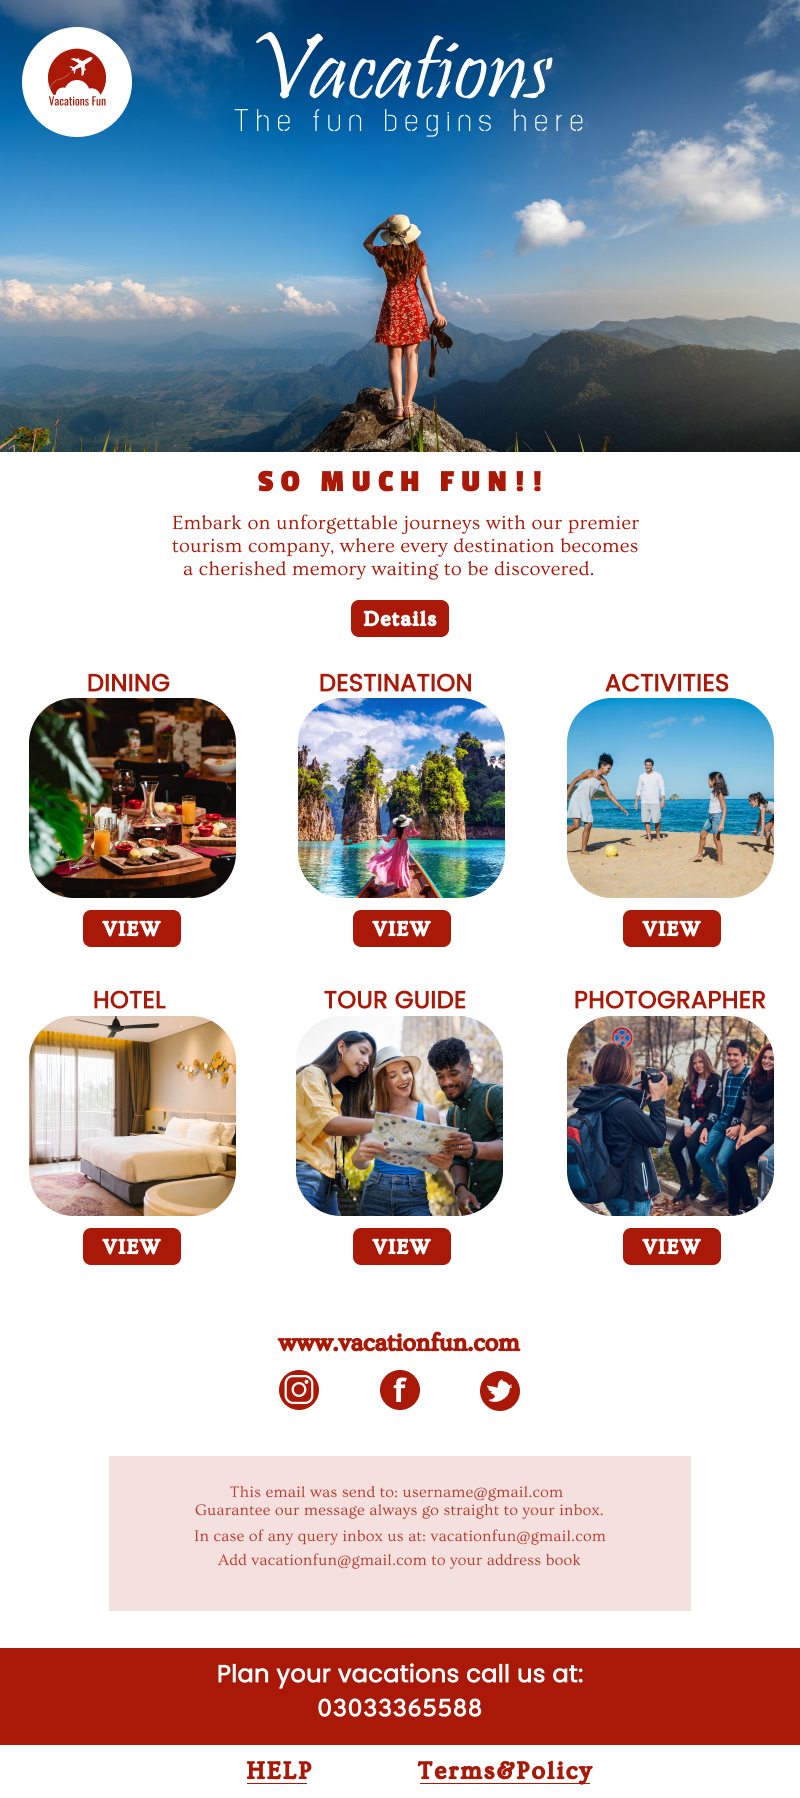 Vacations Fun
Vacations
The fun begins here
SO MUCH FUN!!
Embark on unforgettable journeys with our premier
tourism company, where every destination becomes
a cherished memory waiting to be discovered.
Details
DINING
DESTINATION
ACTIVITIES
VIEW
VIEW
VIEW
HOTEL
TOUR GUIDE
PHOTOGRAPHER
VIEW
VIEW
VIEW
www.vacationfun.com
This email was send to: username@gmail.com
Guarantee our message always go straight to your inbox.
In case of any query inbox us at: vacationfun@gmail.com
Add vacationfun@gmail.com to your address book
Plan your vacations call us at:
03033365588
HELP
Terms&Policy